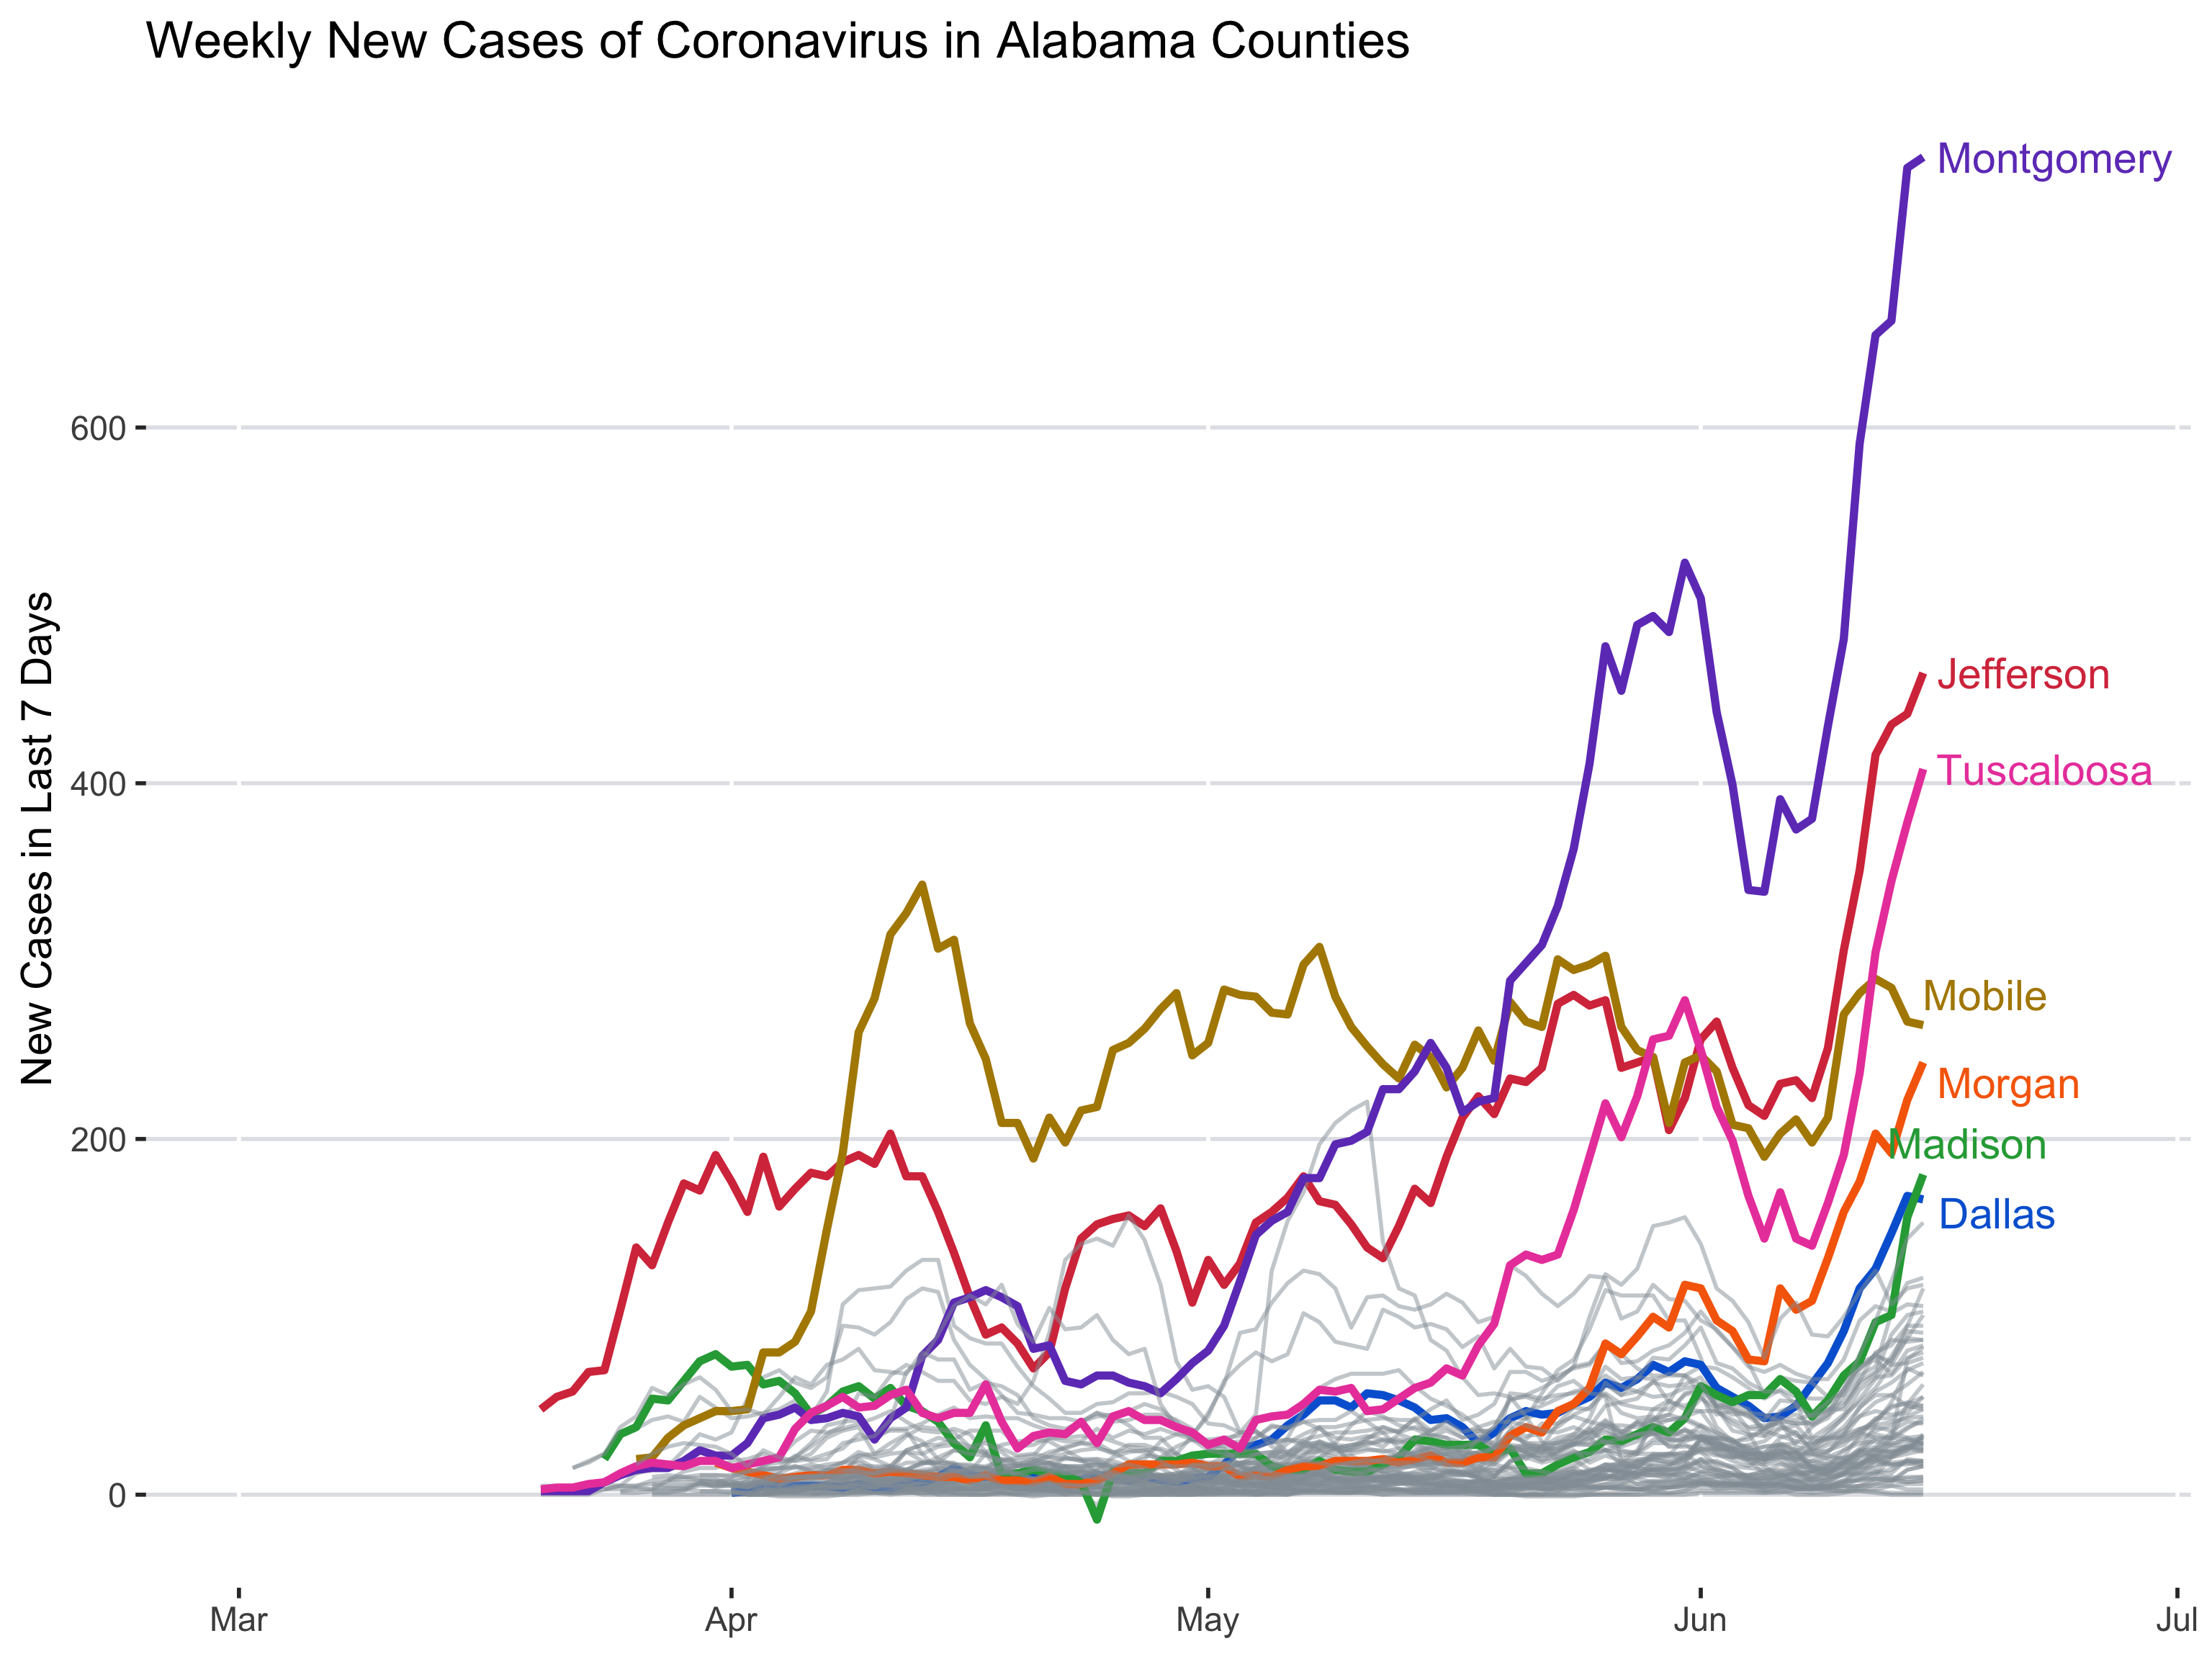 Weekly New Cases of Coronavirus in Alabama Counties
New Cases in Last 7 Days
600
400
200
0
Mar
Apr
May
Jun
Jul
Montgomery
Jefferson
Tuscaloosa
Mobile
Morgan
Madison
Dallas